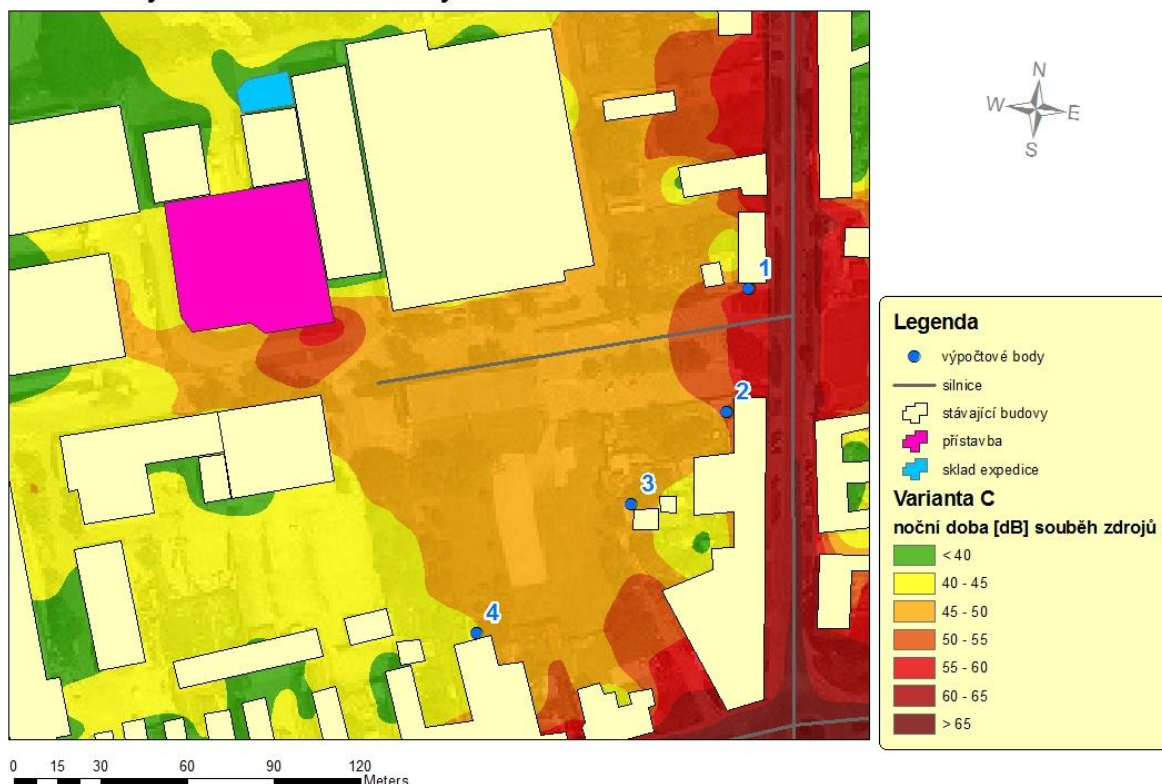 N
W E
S
1
2
3
4
Legenda
výpočtové body
silnice
stávající budovy
přístavba
sklad expedice
Varianta C
noční doba [dB] souběh zdrojů
< 40
40 - 45
45 - 50
50 - 55
55 - 60
60 - 65
> 65
0 15 30 60 90 120
Meters